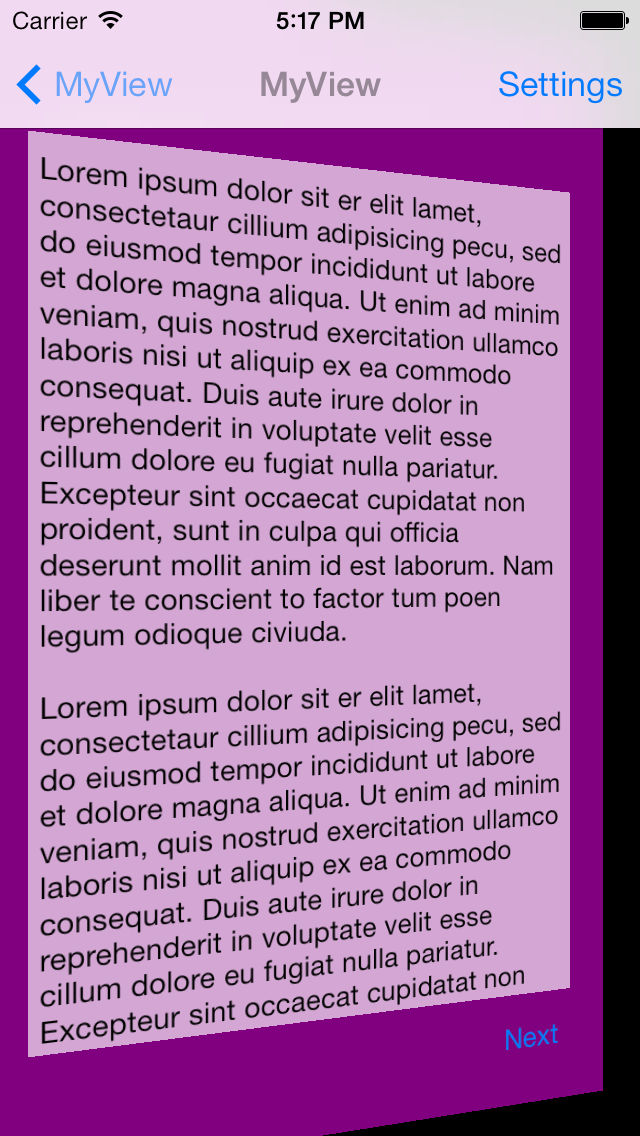 Carrier 5:17 PM
MyView MyView Settings
Lorem ipsum dolor sit er elit lamet,
consectetaur cillium adipisicing pecu, sed
do eiusmod tempor incididunt ut labore
et dolore magna aliqua. Ut enim ad minim
veniam, quis nostrud exercitation ullamco
laboris nisi ut aliquip ex ea commodo
consequat. Duis aute irure dolor in
reprehenderit in voluptate velit esse
cillum dolore eu fugiat nulla pariatur.
Excepteur sint occaecat cupidatat non
proident, sunt in culpa qui officia
deserunt mollit anim id est laborum. Nam
liber te conscient to factor tum poen
legum odioque civiuda.
Lorem ipsum dolor sit er elit lamet,
consectetaur cillium adipisicing pecu, sed
do eiusmod tempor incididunt ut labore
et dolore magna aliqua. Ut enim ad minim
veniam, quis nostrud exercitation ullamco
laboris nisi ut aliquip ex ea commodo
consequat. Duis aute irure dolor in
reprehenderit in voluptate velit esse
cillum dolore eu fugiat nulla pariatur.
Excepteur sint occaecat cupidatat non
Next